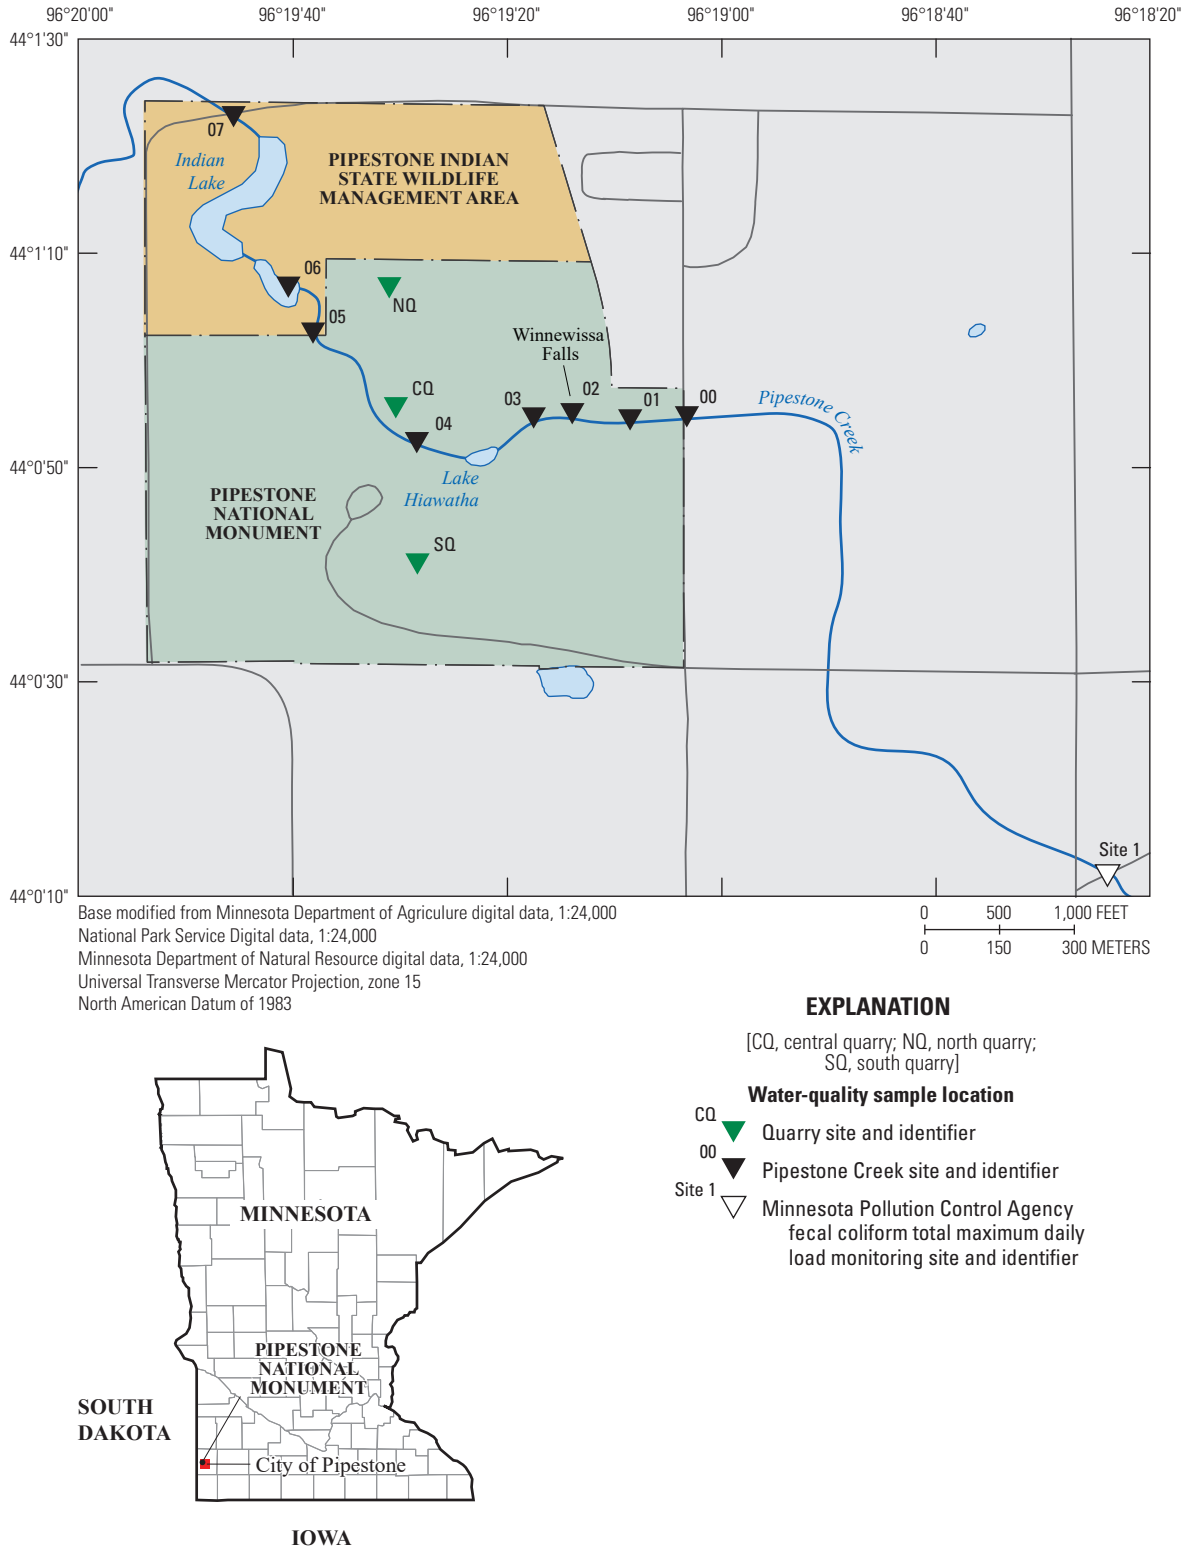 96°20'00" 96°19'40" 96°19'20" 96°19'00" 96°18'40" 96°18'20"
44°1'30"
07
Indian
Lake
PIPESTONE INDIAN
STATE WILDLIFE
MANAGEMENT AREA
44°1'10"
06
NQ
05
Winnewissa
Falls
CQ
02
03
01
00
Pipestone Creek
04
44°0'50"
Lake
Hiawatha
PIPESTONE
NATIONAL
MONUMENT
SQ
44°0'30"
Site 1
44°0'10"
Base modified from Minnesota Department of Agriculure digital data, 1:24,000
National Park Service Digital data, 1:24,000
Minnesota Department of Natural Resource digital data, 1:24,000
Universal Transverse Mercator Projection, zone 15
North American Datum of 1983
0 500 1,000 FEET
0 150 300 METERS
EXPLANATION
[CQ, central quarry; NQ, north quarry;
SQ, south quarry]
Water-quality sample location
CQ
Quarry site and identifier
00
Pipestone Creek site and identifier
Site 1
Minnesota Pollution Control Agency
fecal coliform total maximum daily
load monitoring site and identifier
MINNESOTA
PIPESTONE
NATIONAL
MONUMENT
SOUTH
DAKOTA
City of Pipestone
IOWA